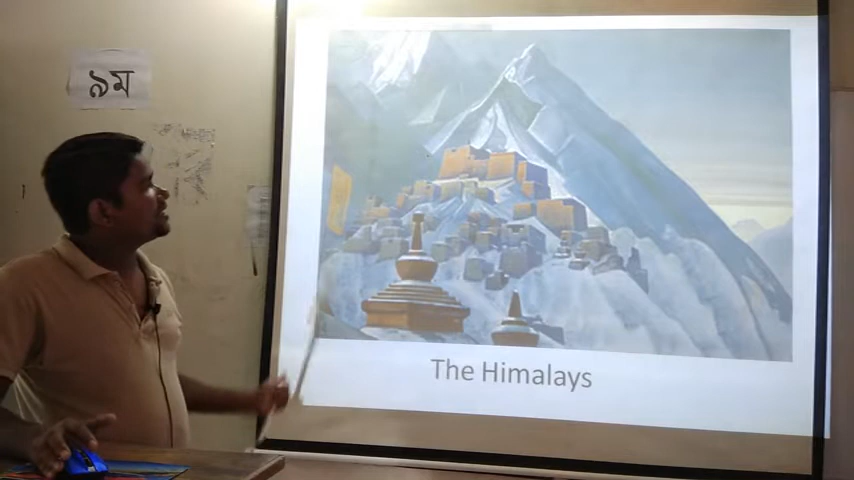 ৯ম
The Himalays